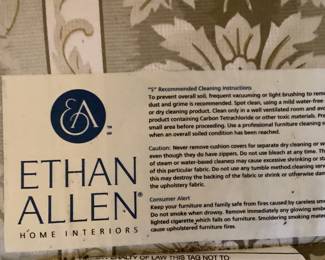 EA
TM
ETHAN
ALLEN®
HOME INTERIORS
"S" Recommended Cleaning Instructions
To prevent overall soil, frequent vacuuming or light brushing to remo
dust and grime is recommended. Spot clean, using a mild water-free
or dry cleaning product. Clean only in a well ventilated room and avo
product containing Carbon Tetrachloride or other toxic materials. Pre
small area before proceeding. Use a professional furniture cleaning s
when an overall soiled condition has been reached.
Caution: Never remove cushion covers for separate dry cleaning or w
even though they do have zippers. Do not use bleach at any time. Th
of steam or water-based cleaners may cause excessive shrinking or st
of this particular fabric. Do not use any tumble method cleaning serv
this may destroy the backing of the fabric or shrink or otherwise dam
the upholstery fabric.
Consumer Alert
Keep your furniture and family safe from fires caused by careless smo
Do not smoke when drowsy. Remove immediately any glowing embe
lighted cigarette which falls on furniture. Smoldering smoking mater
cause upholstered furniture fires.
PENALTY OF LAW THIS TAG NOT TO